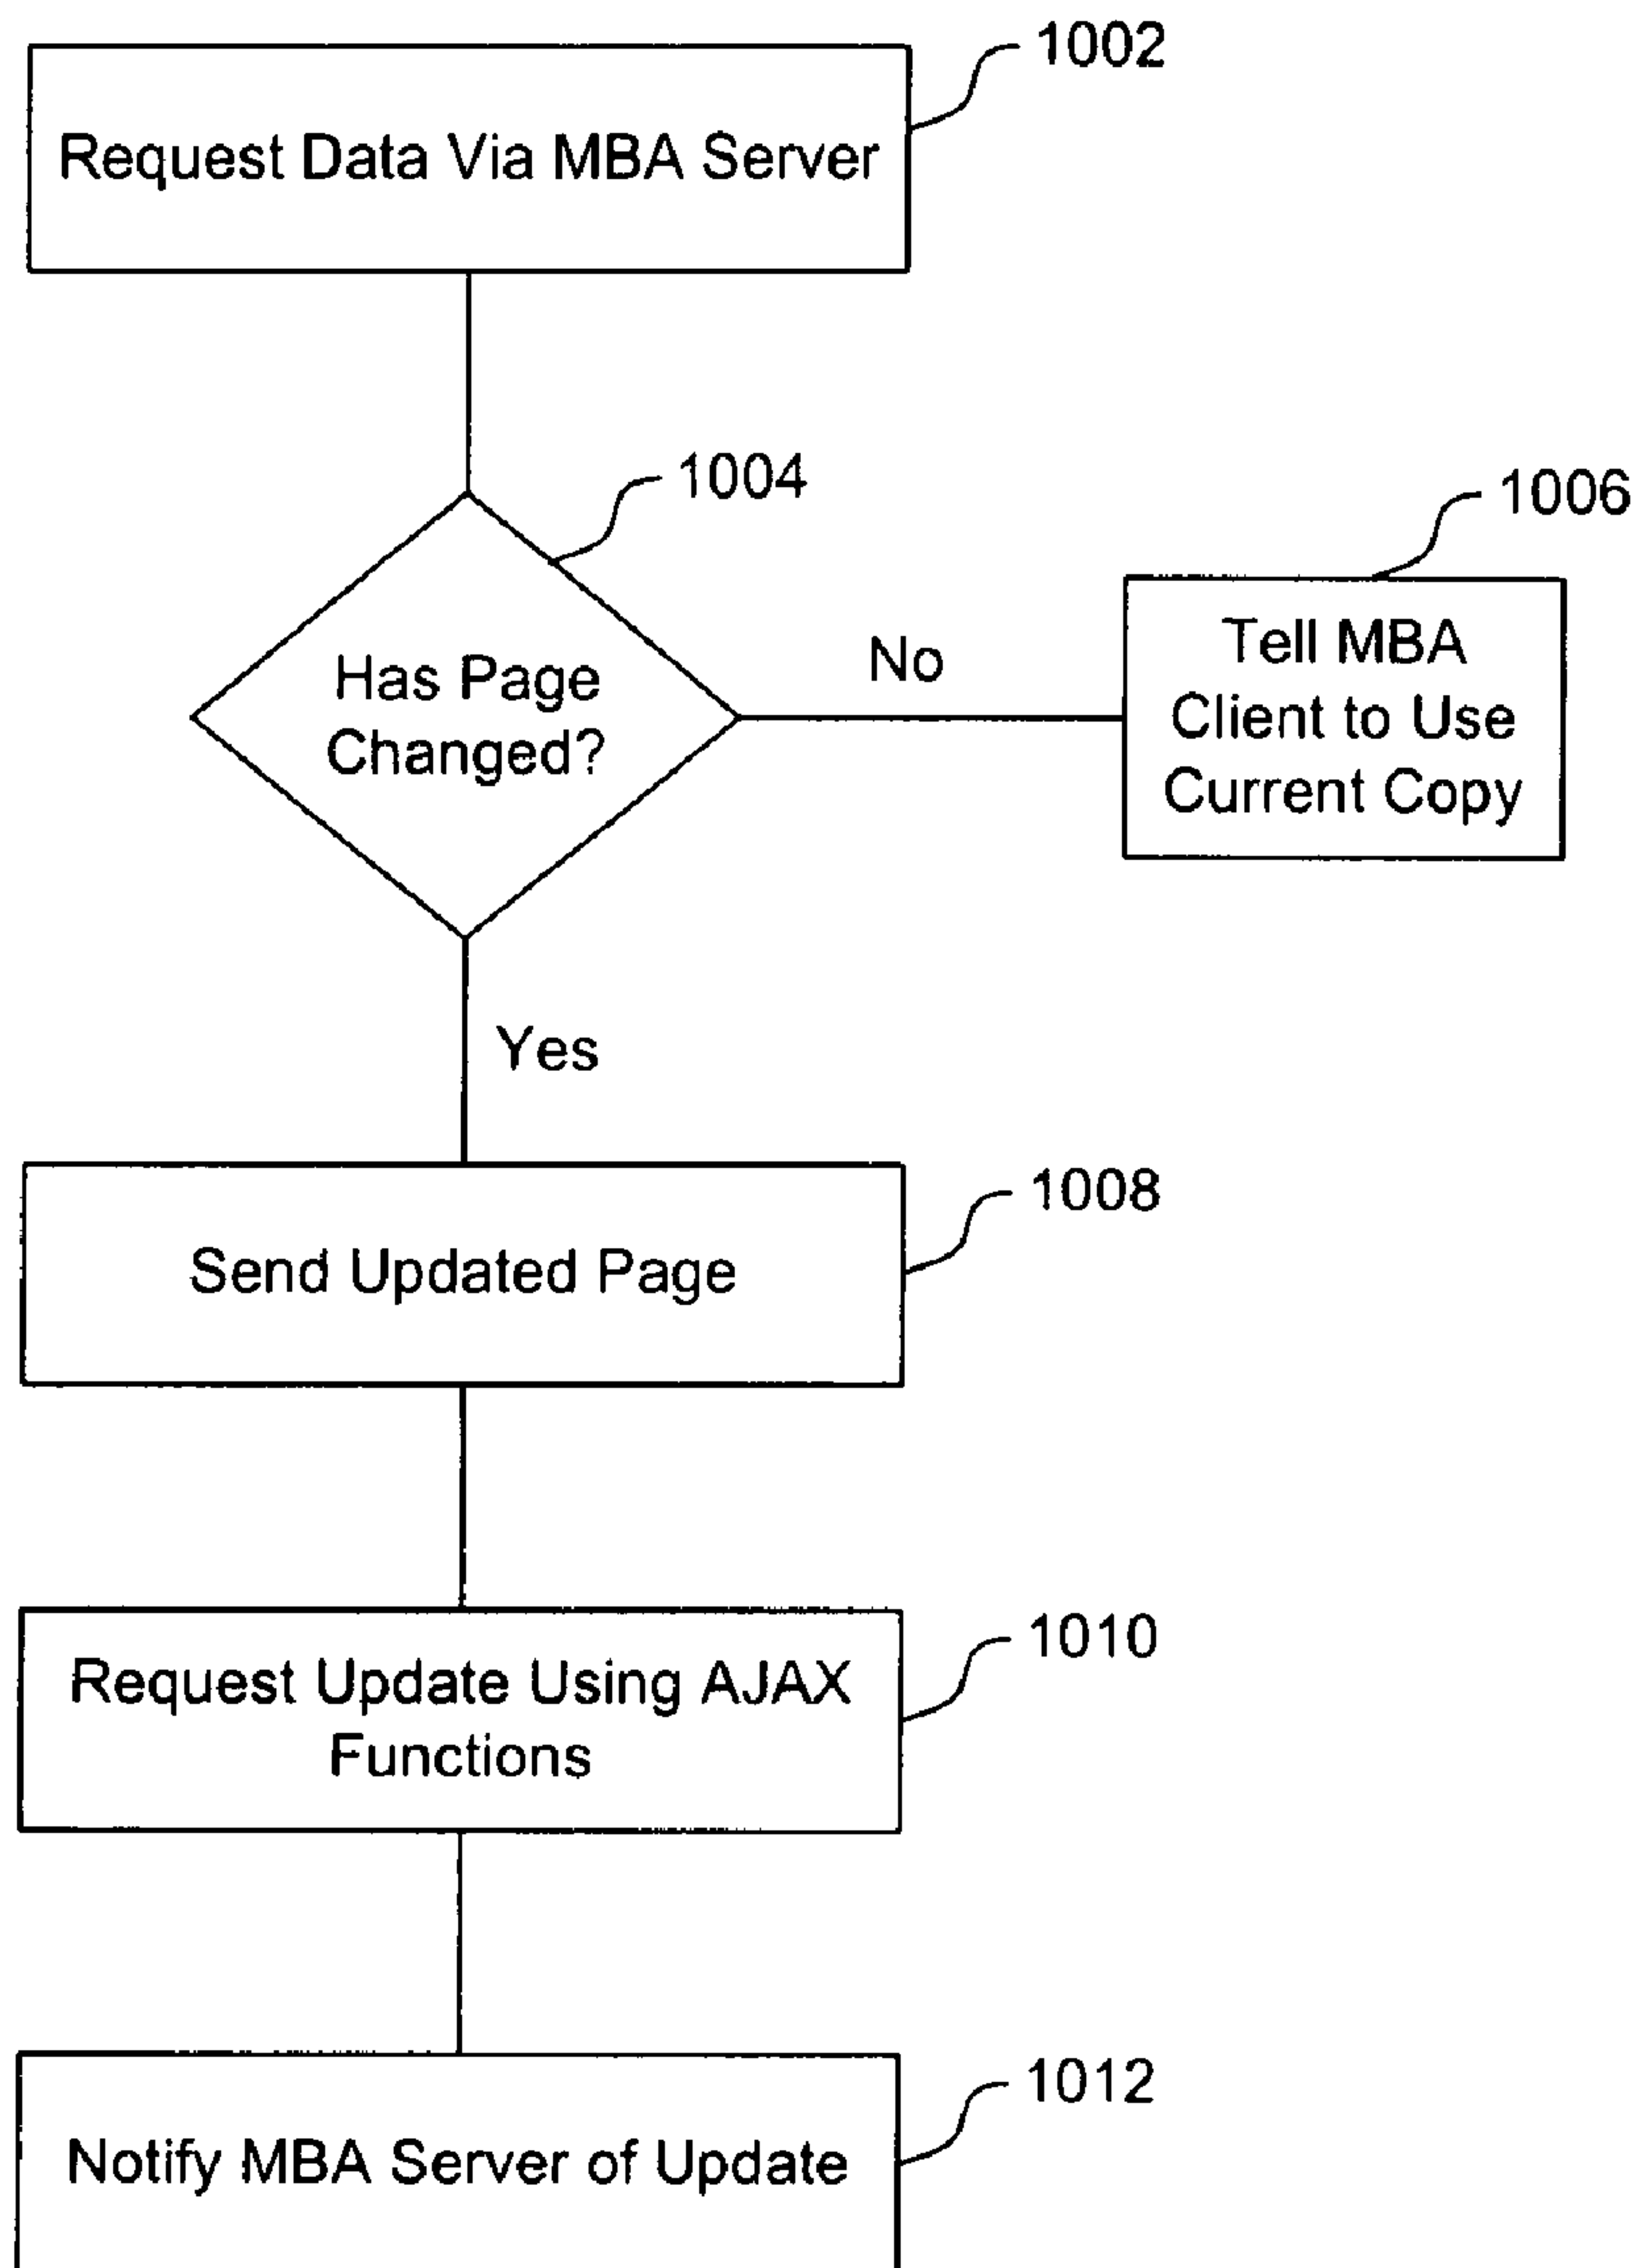 1002
Request Data Via MBA Server
1004
Has Page
Changed?
No
1006
Tell MBA
Client to Use
Current Copy
Yes
1008
Send Updated Page
1010
Request Update Using AJAX
Functions
1012
Notify MBA Server of Update